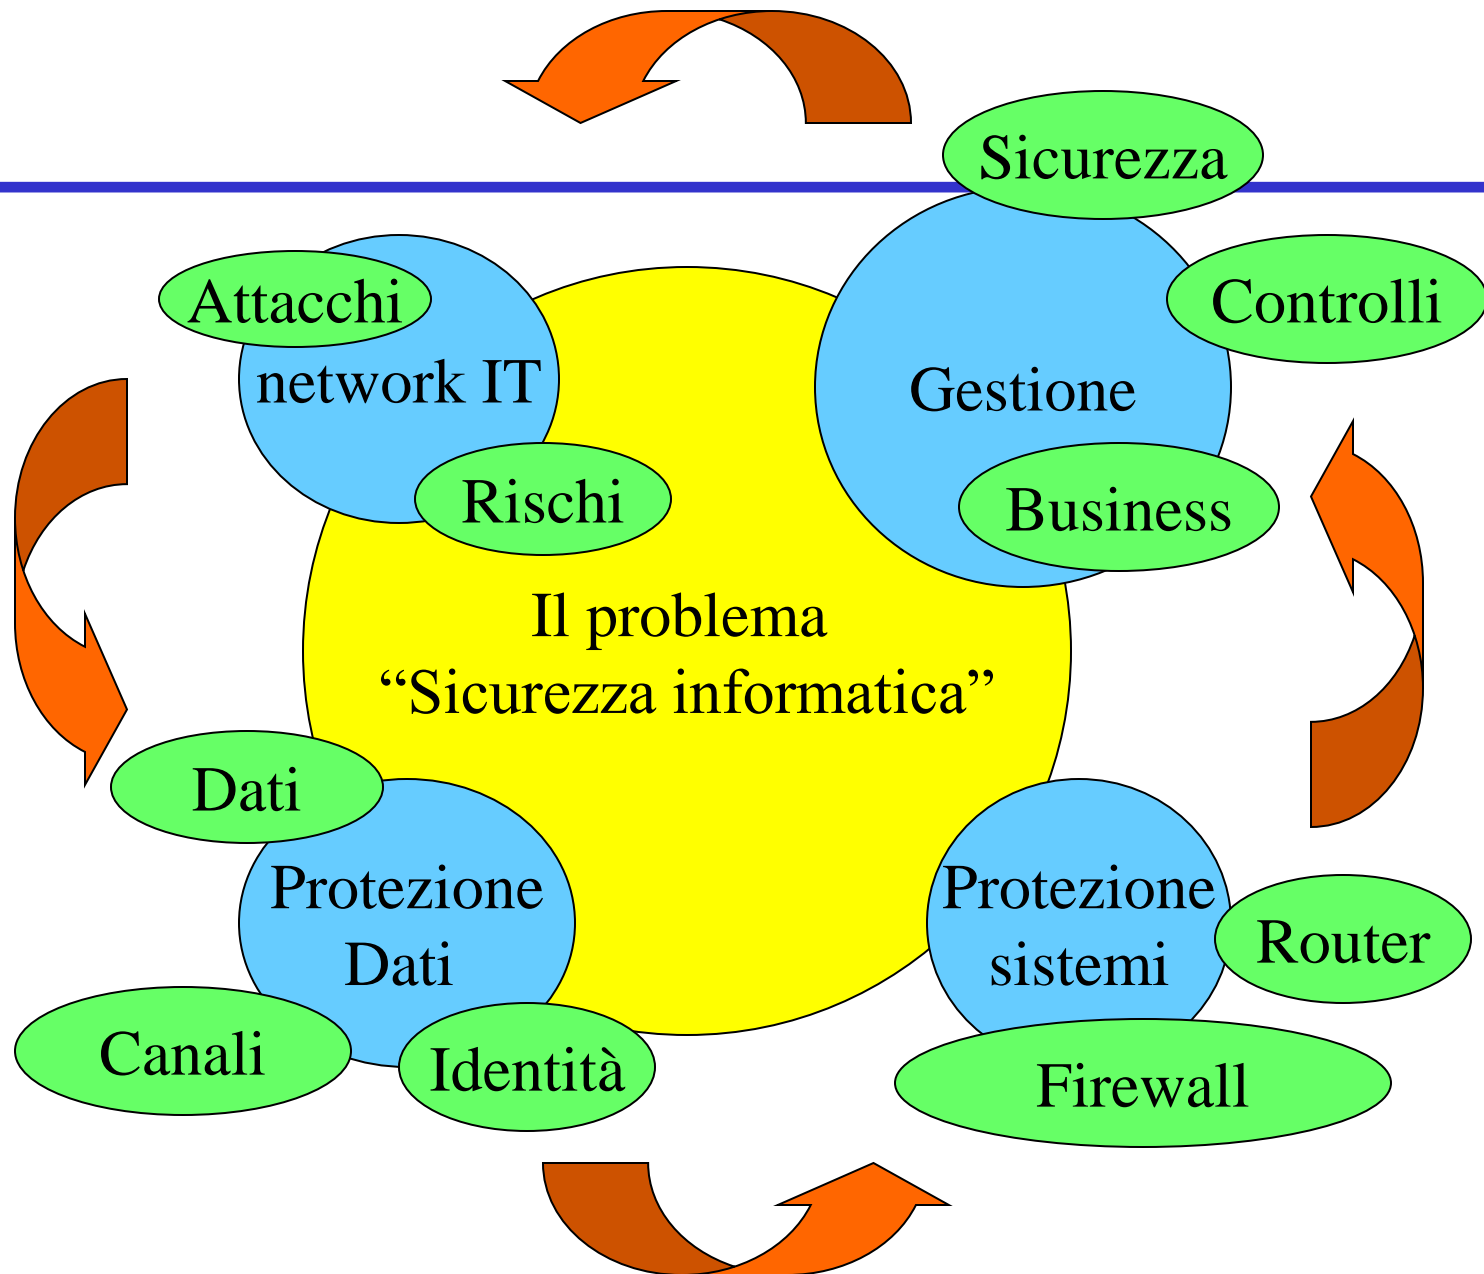 Sicurezza
Attacchi
Controlli
network IT
Gestione
Rischi
Business
Il problema
“Sicurezza informatica”
Dati
Protezione
Dati
Protezione
sistemi
Router
Canali
Identità
Firewall